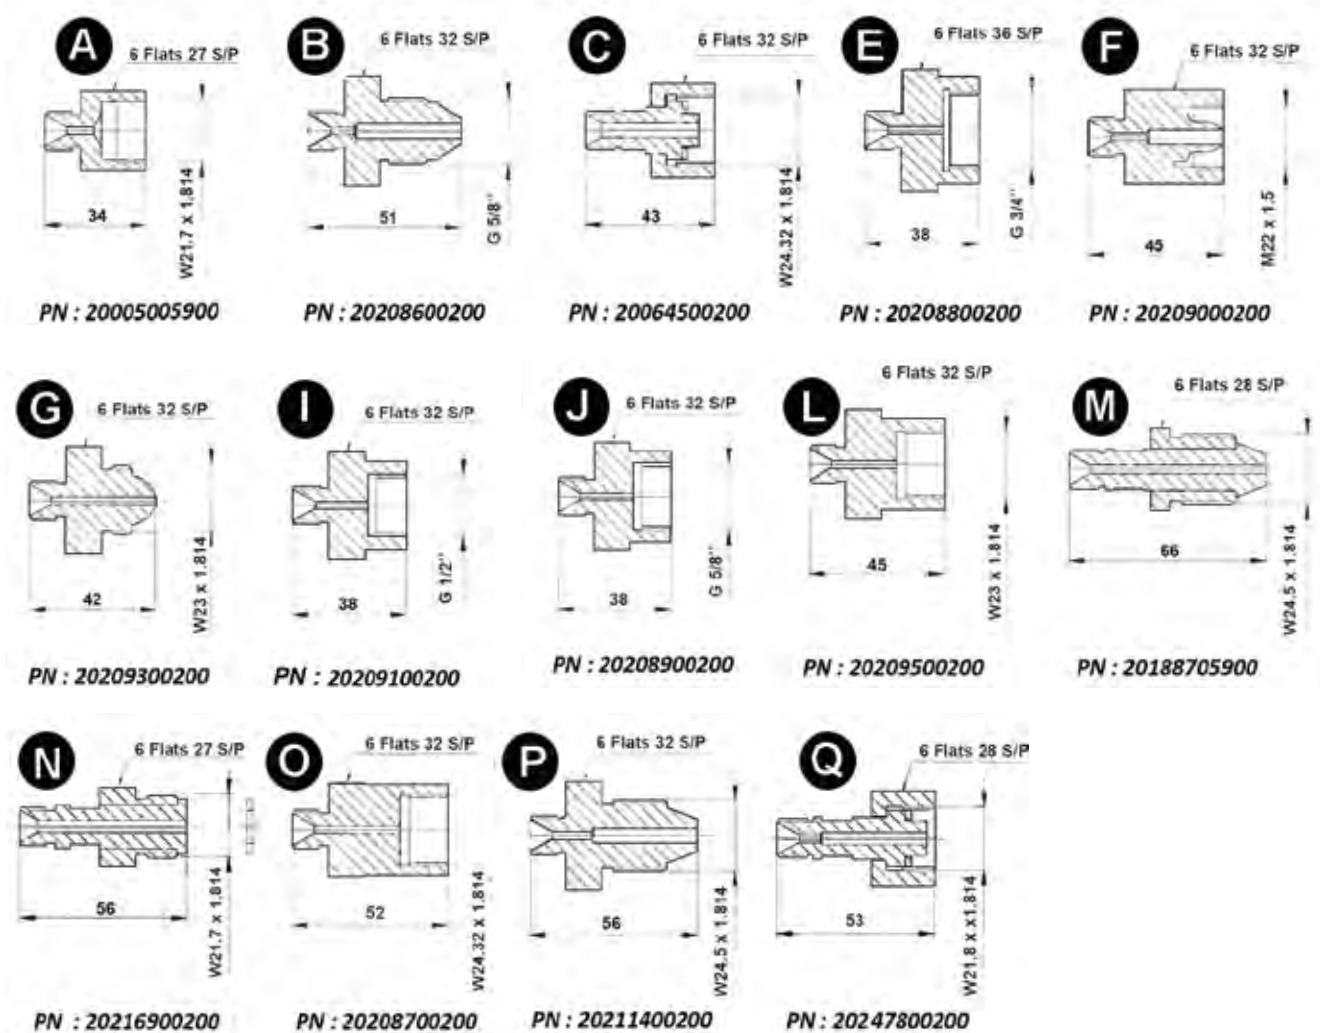 A
6 Flats 27 S/P
34
W21.7 x 1.814
PN : 20005005900
B
6 Flats 32 S/P
51
G 5/8"
PN : 20208600200
C
6 Flats 32 S/P
43
W24.32 x 1.814
PN : 20064500200
E
6 Flats 36 S/P
38
G 3/4"
PN : 20208800200
F
6 Flats 32 S/P
45
M22 x 1.5
PN : 20209000200
G
6 Flats 32 S/P
42
W23 x 1.814
PN : 20209300200
I
6 Flats 32 S/P
38
G 1/2"
PN : 20209100200
J
6 Flats 32 S/P
38
G 5/8"
PN : 20208900200
L
6 Flats 32 S/P
45
W23 x 1.814
PN : 20209500200
M
6 Flats 28 S/P
66
W24.5 x 1.814
PN : 20188705900
N
6 Flats 27 S/P
56
W21.7 x 1.814
PN : 20216900200
O
6 Flats 32 S/P
52
W24.32 x 1.814
PN : 20208700200
P
6 Flats 32 S/P
56
W24.5 x 1.814
PN : 20211400200
Q
6 Flats 28 S/P
53
W21.8 x x1.814
PN : 20247800200